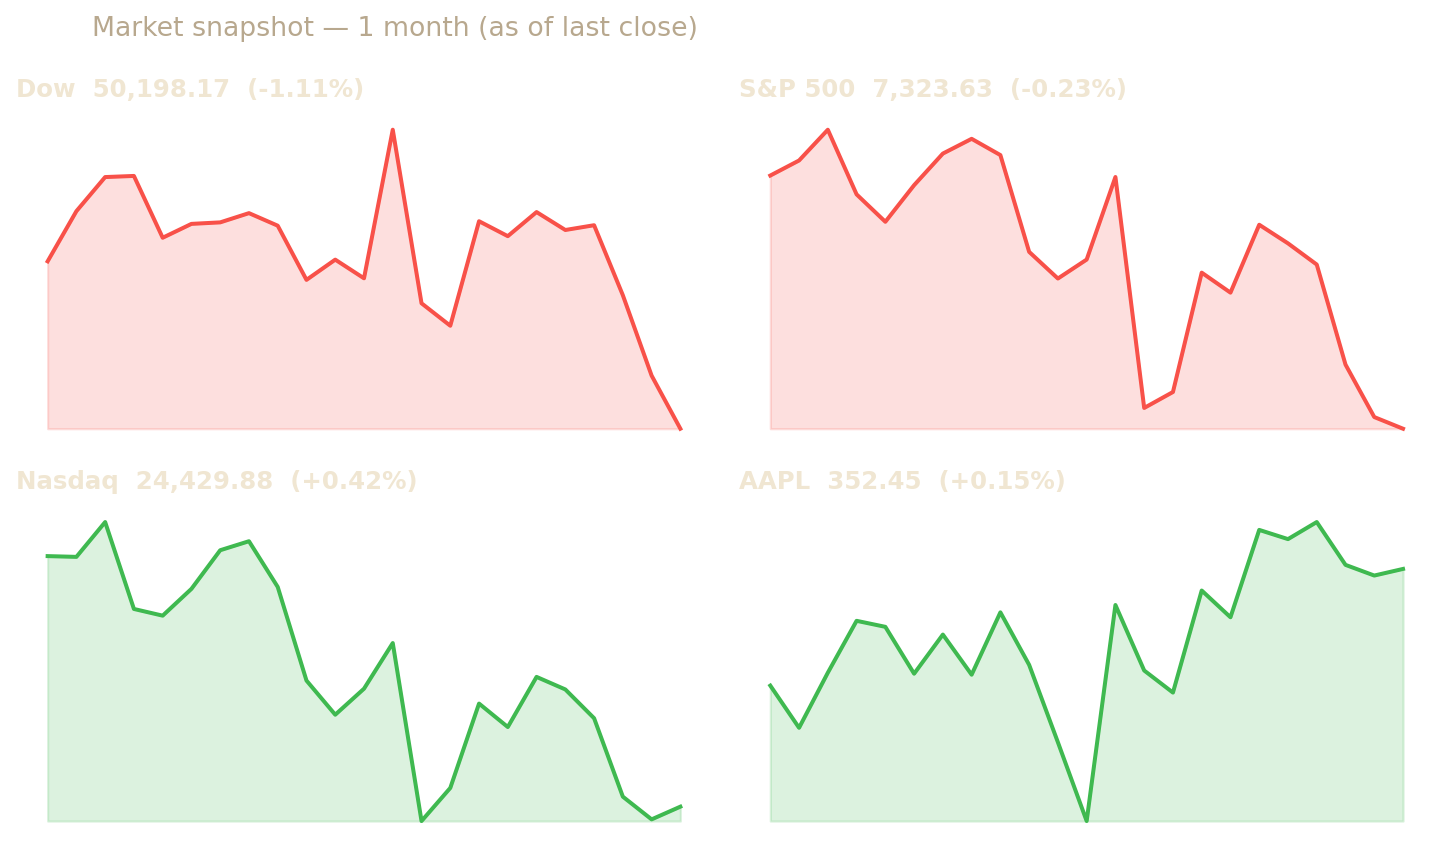 Market snapshot — 1 month (as of last close)
Dow 50,198.17 (-1.11%)
S&P 500 7,323.63 (-0.23%)
Nasdaq 24,429.88 (+0.42%)
AAPL 352.45 (+0.15%)